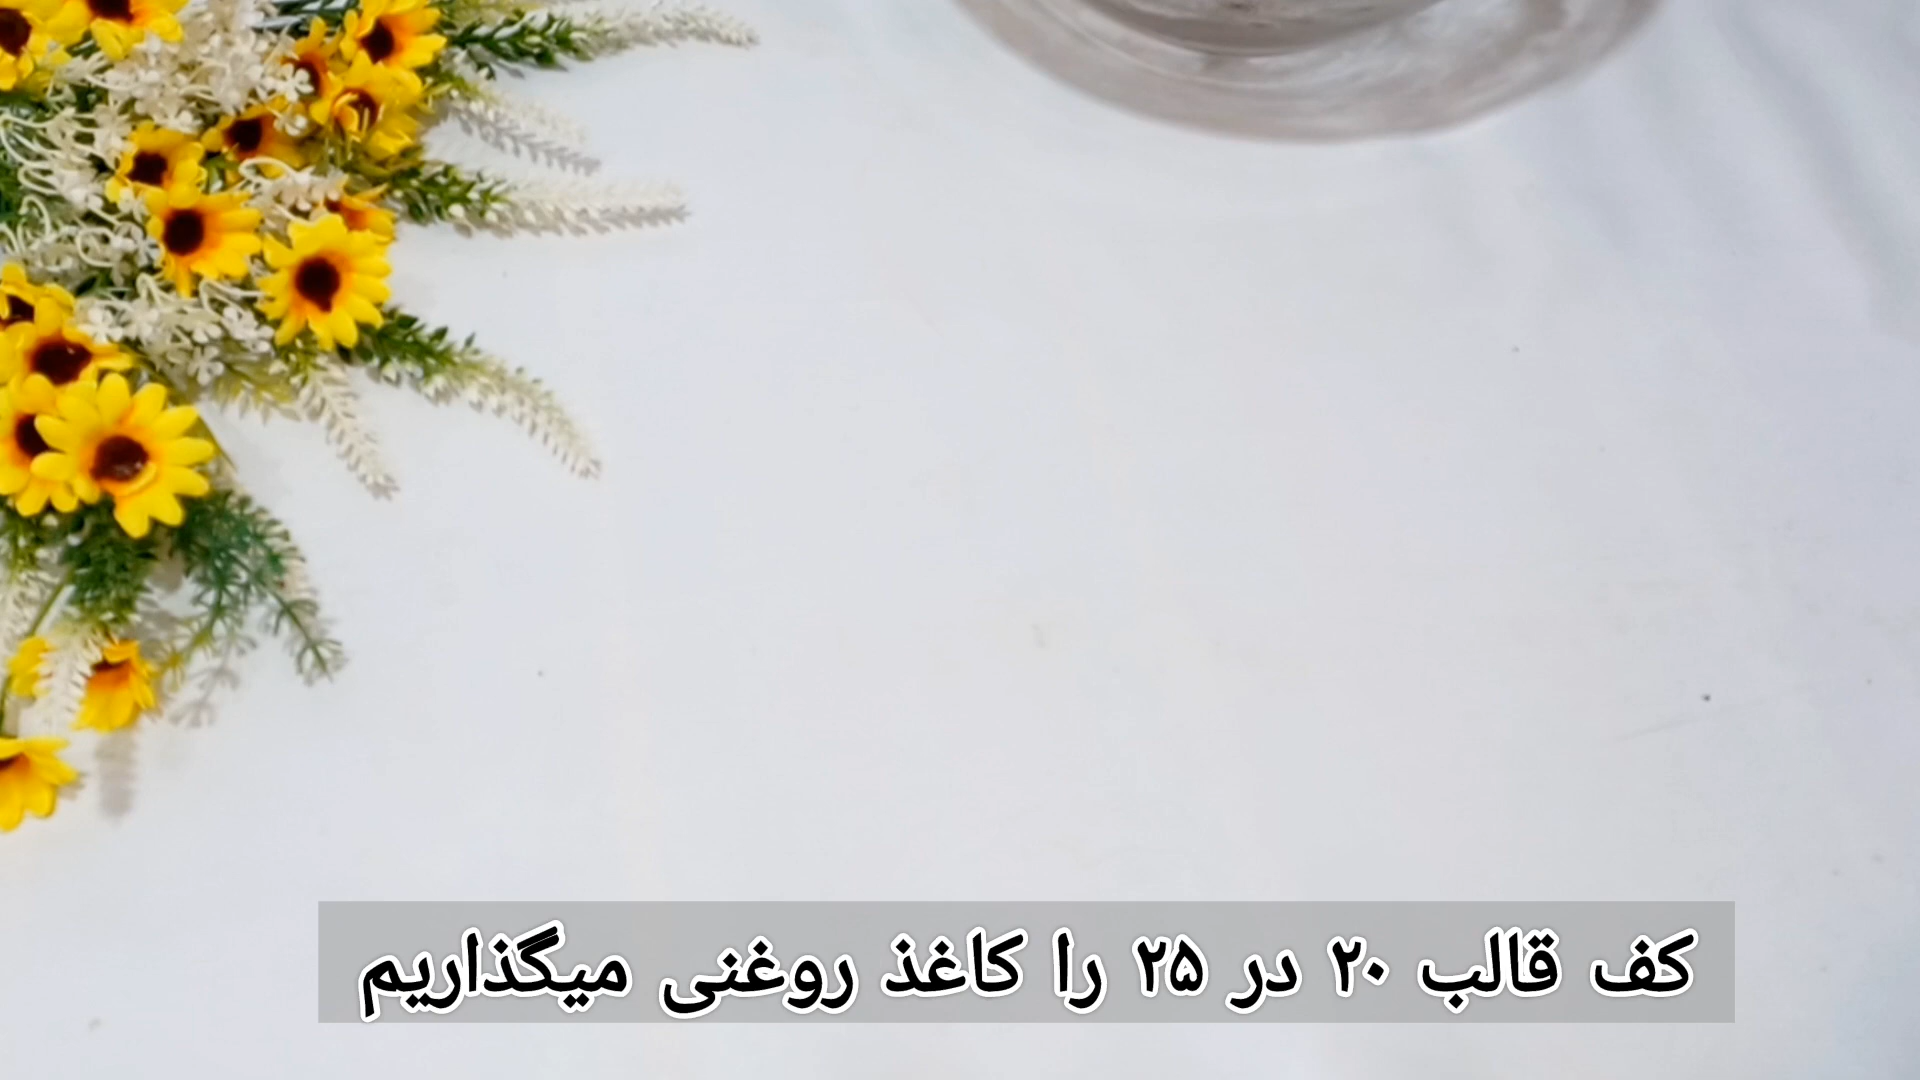 کف قالب ۲۰ در ۲۵ را کاغذ روغنی میگذاریم